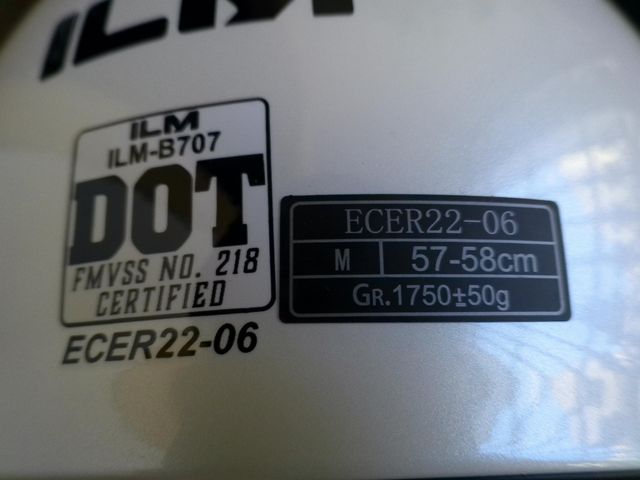 ILM
ILM
ILM-B707
DOT
FMVSS NO. 218
CERTIFIED
ECER22-06
ECER22-06
M 57-58cm
GR.1750±50g